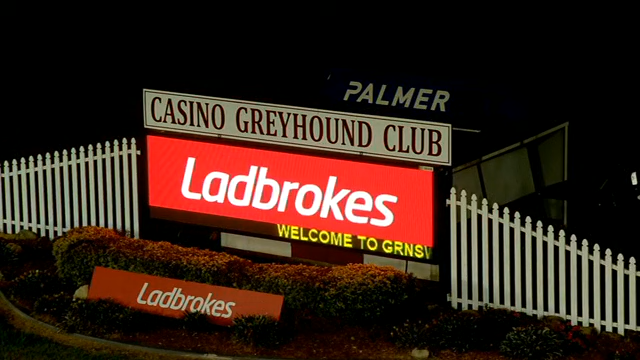 PALMER
CASINO GREYHOUND CLUB
Ladbrokes
WELCOME TO GRNSW
Ladbrokes